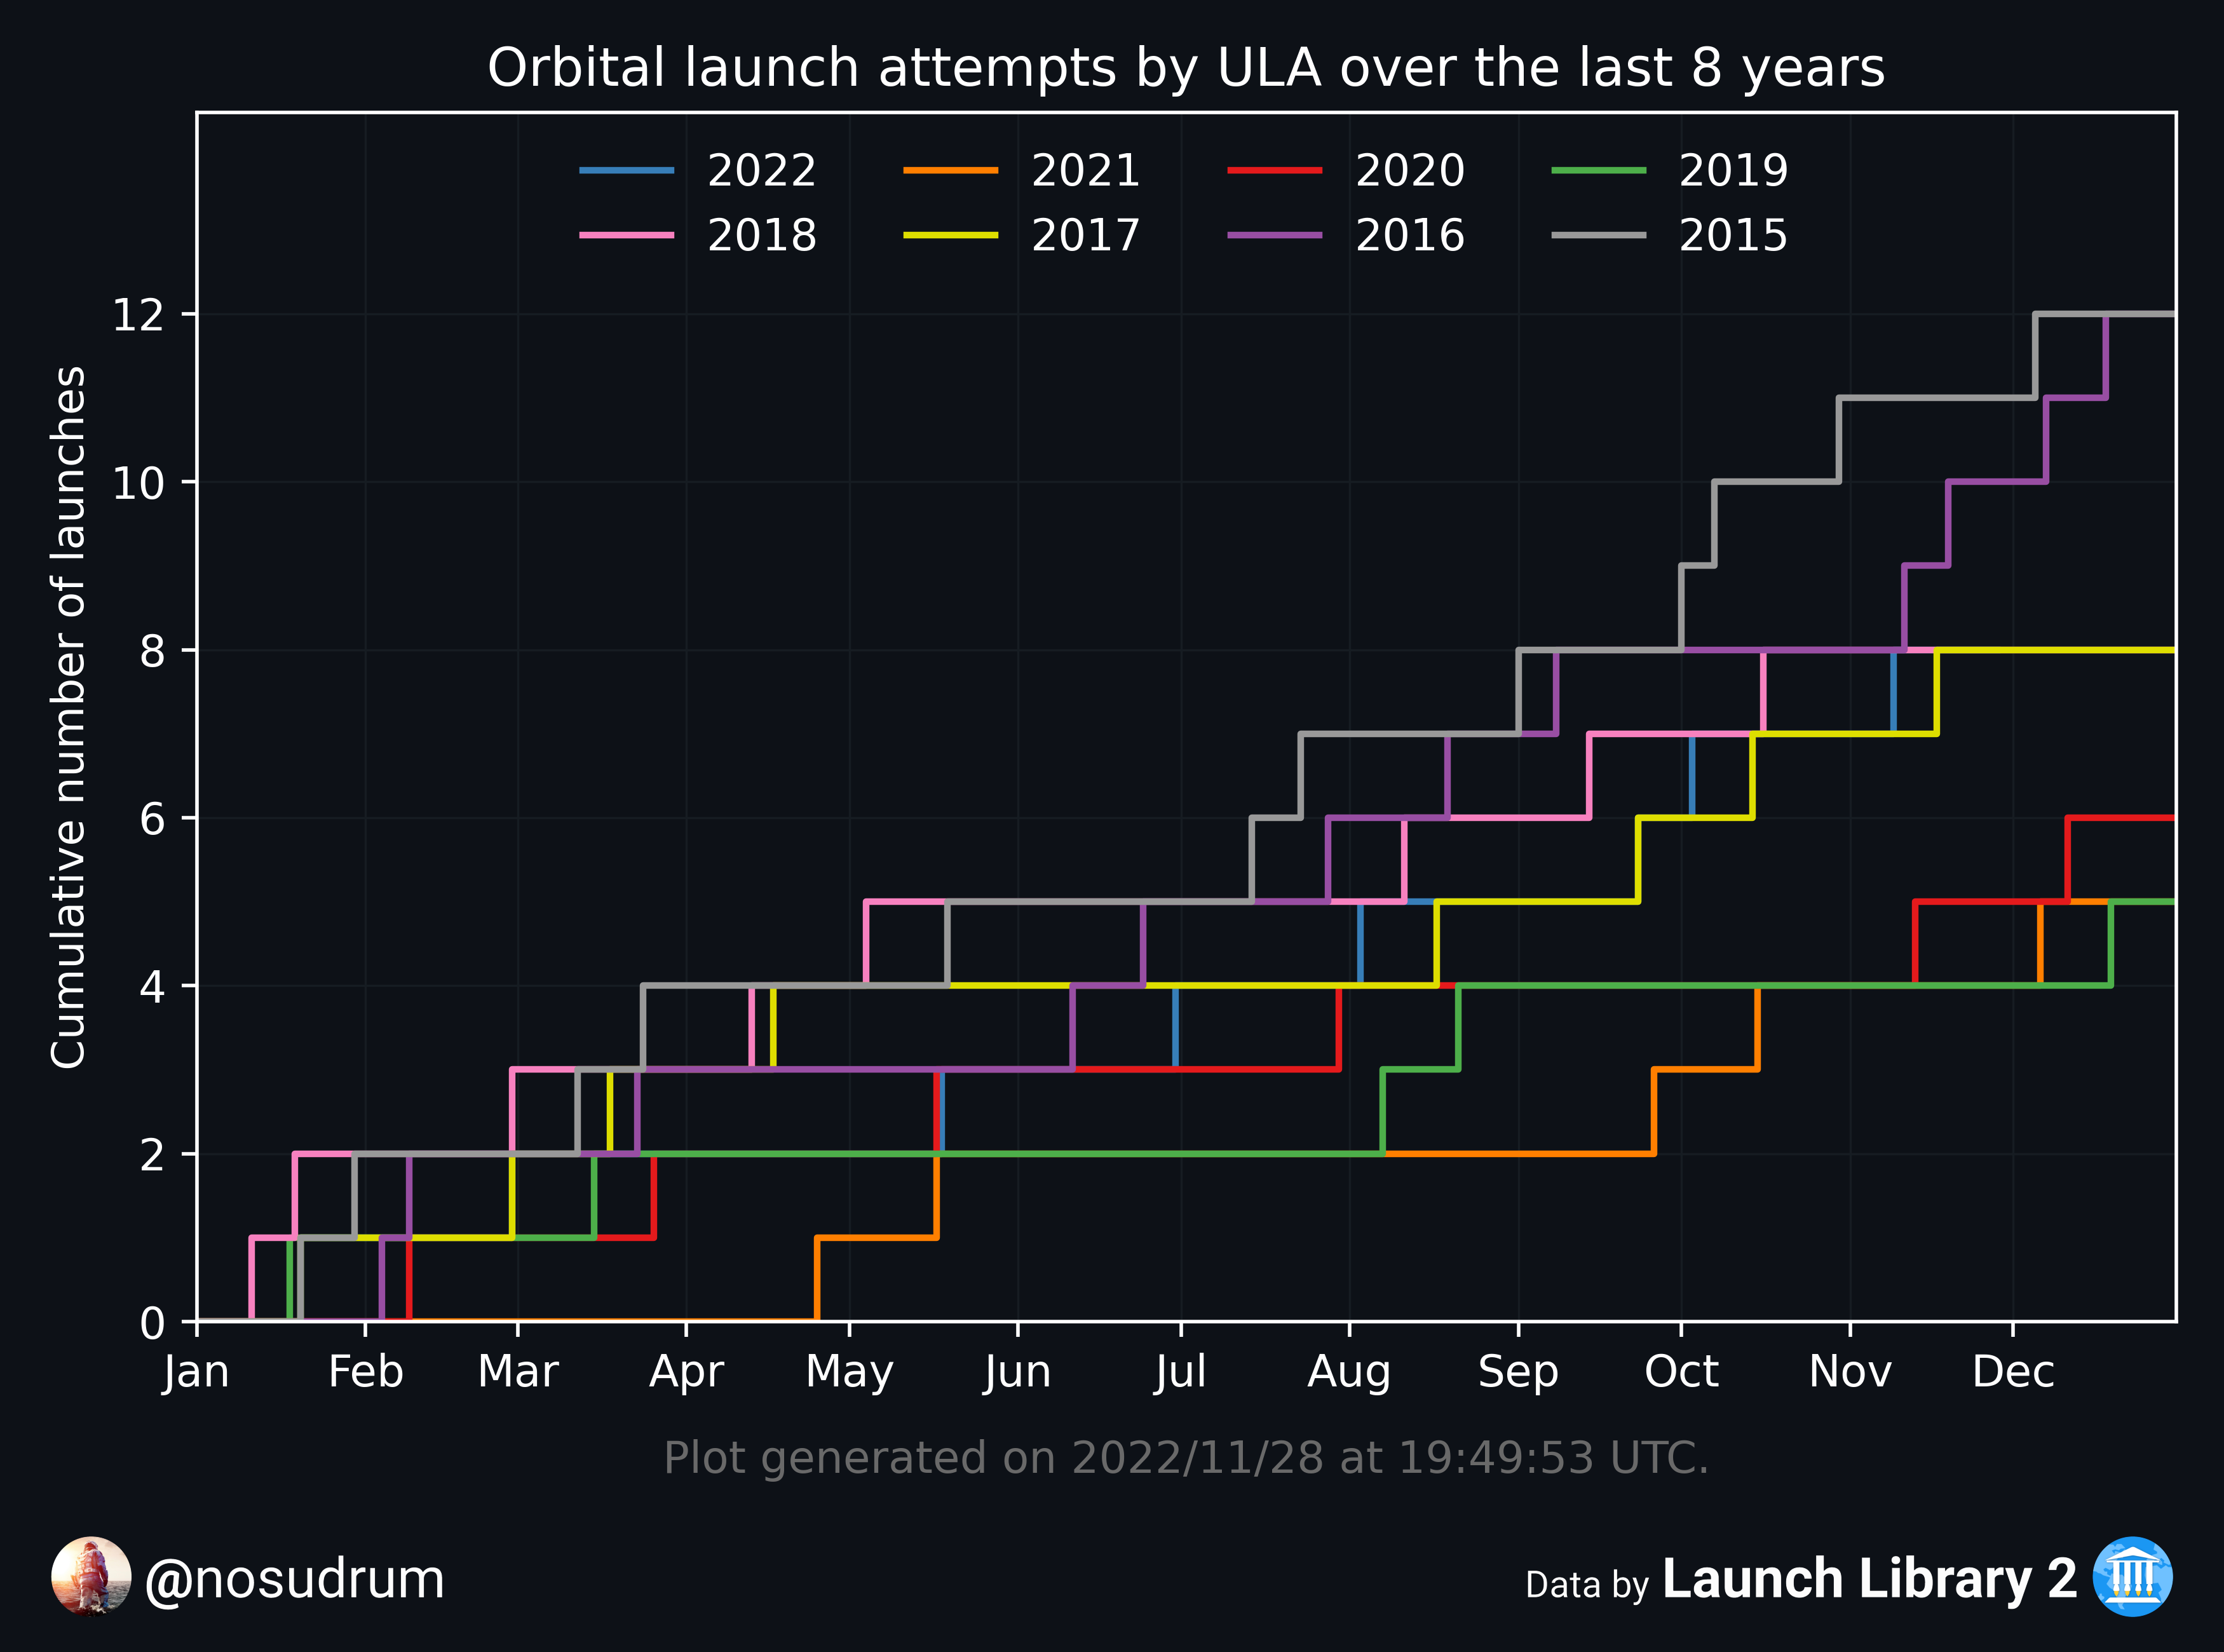 Orbital launch attempts by ULA over the last 8 years
2022 2021 2020 2019
2018 2017 2016 2015
Cumulative number of launches
12
10
8
6
4
2
0
Jan Feb Mar Apr May Jun Jul Aug Sep Oct Nov Dec
Plot generated on 2022/11/28 at 19:49:53 UTC.
@nosudrum
Data by Launch Library 2